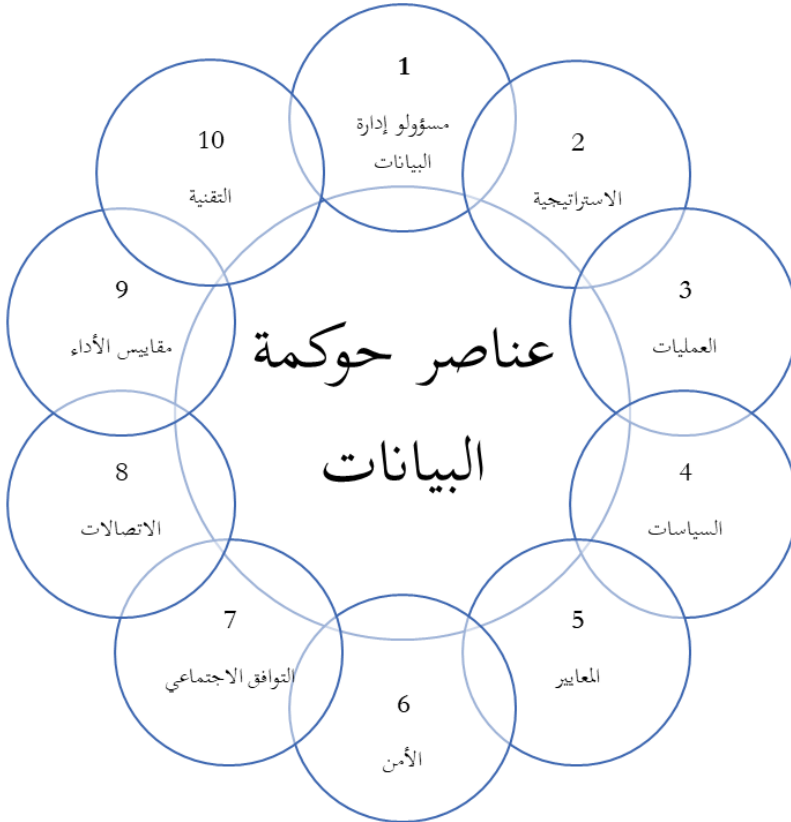 عناصر حوكمة
البيانات
1
مسؤولو إدارة
البيانات
2
الاستراتيجية
3
العمليات
4
السياسات
5
المعايير
6
الأمن
7
التوافق الاجتماعي
8
الاتصالات
9
مقاييس الأداء
10
التقنية